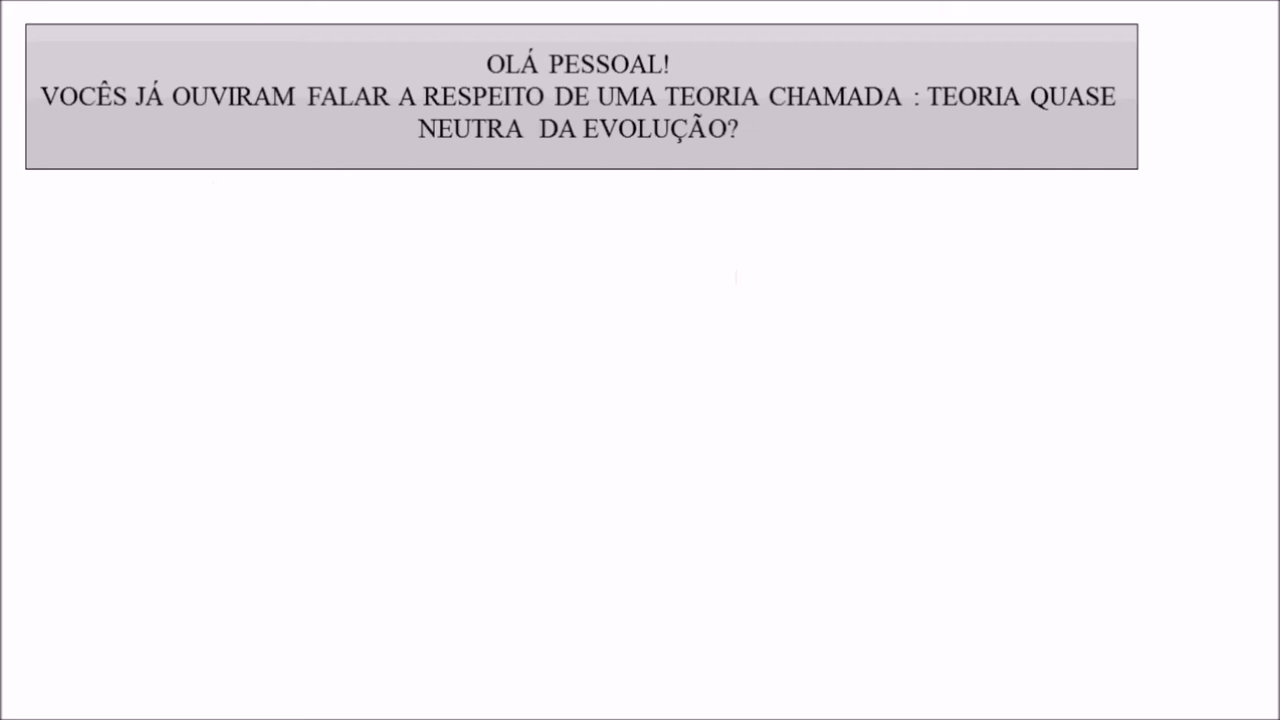 OLÁ PESSOAL!
VOCÊS JÁ OUVIRAM FALAR A RESPEITO DE UMA TEORIA CHAMADA : TEORIA QUASE
NEUTRA DA EVOLUÇÃO?